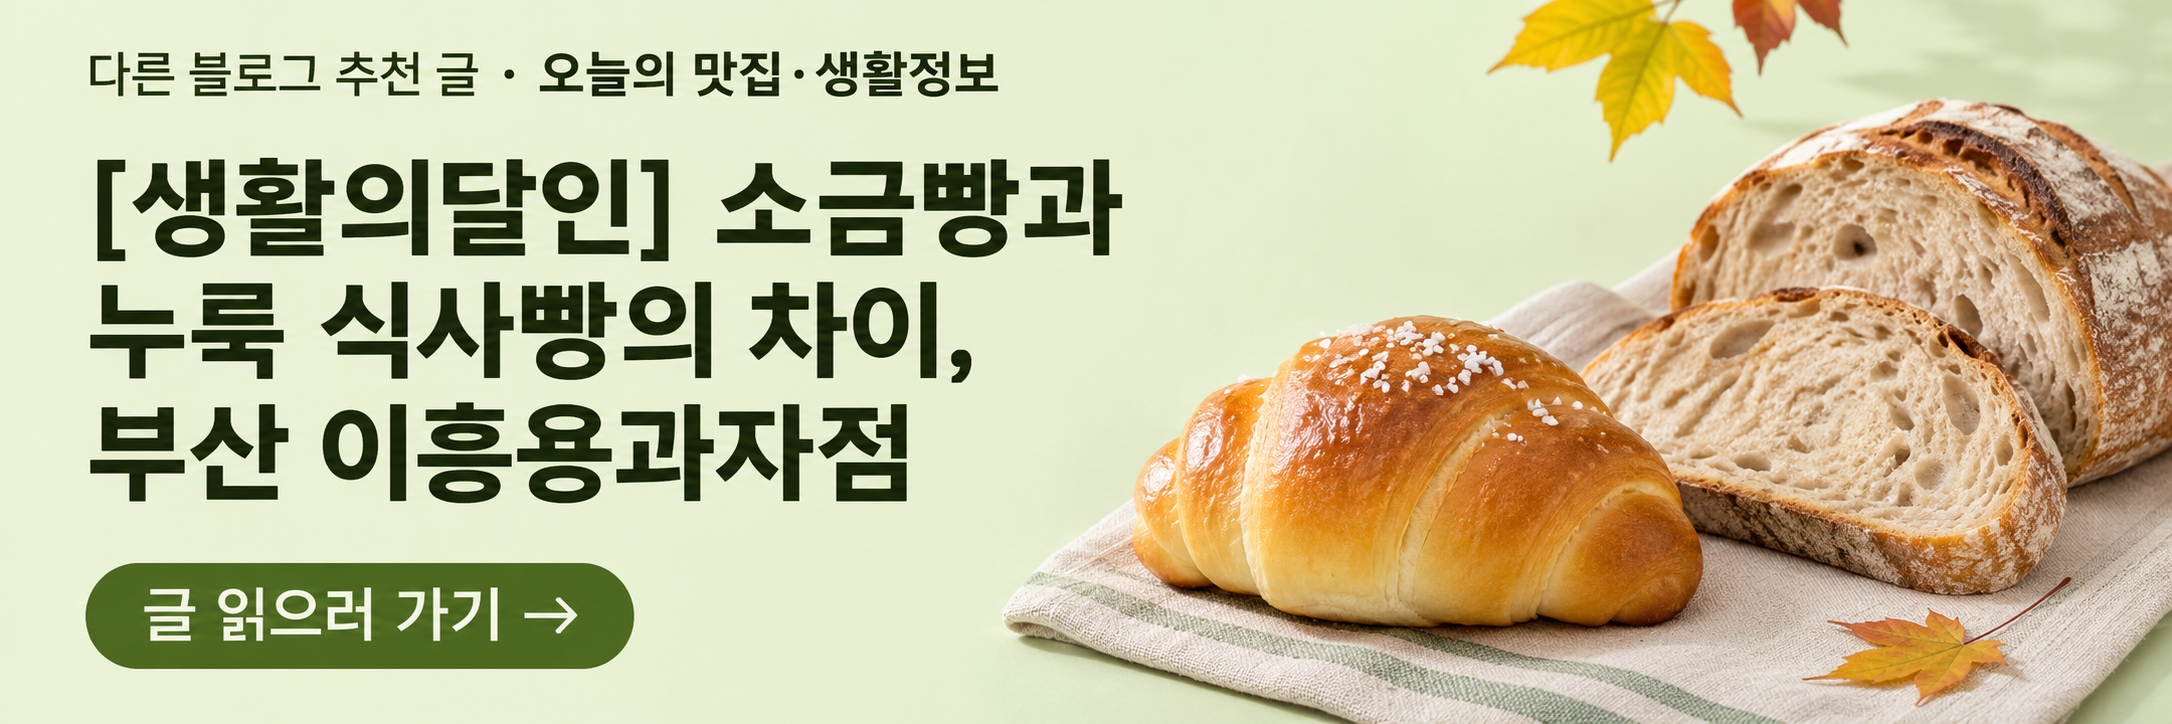 다른 블로그 추천 글 · 오늘의 맛집·생활정보
[생활의달인] 소금빵과
누룩 식사빵의 차이,
부산 이흥용과자점
글 읽으러 가기 →